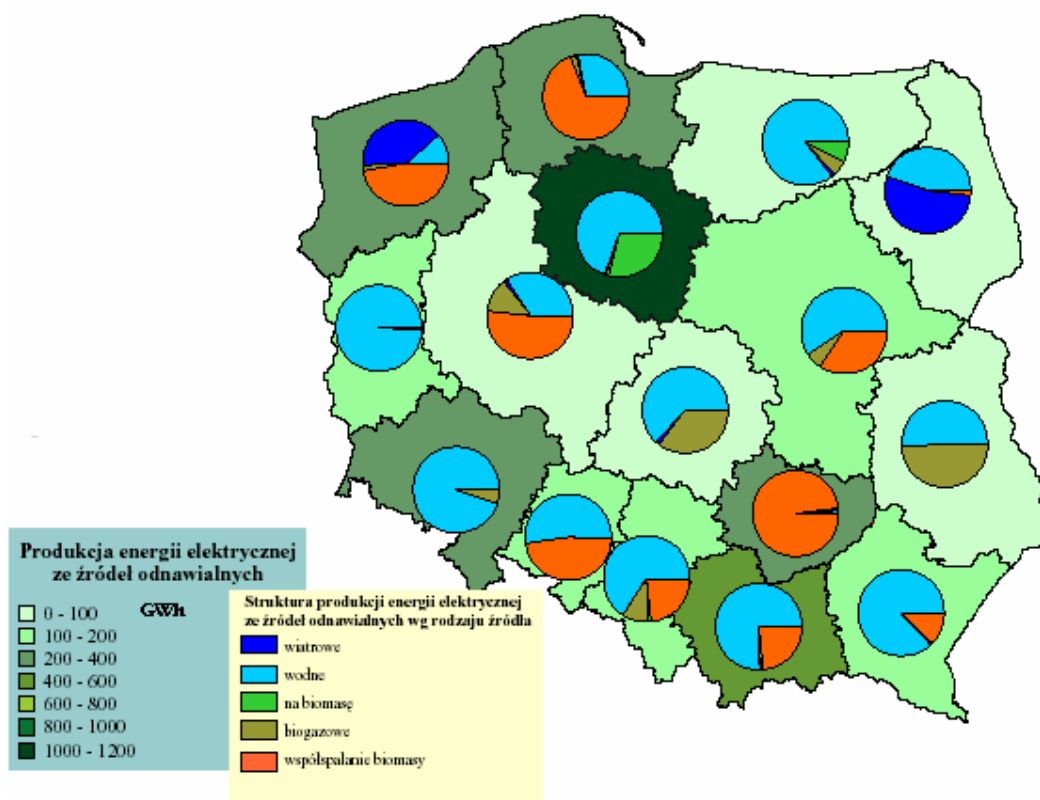 Produkcja energii elektrycznej
ze źródeł odnawialnych
GWh
0 - 100
100 - 200
200 - 400
400 - 600
600 - 800
800 - 1000
1000 - 1200
Struktura produkcji energii elektrycznej
ze źródeł odnawialnych wg rodzaju źródła
wiatrowe
wodne
na biomasę
biogazowe
współspalanie biomasy